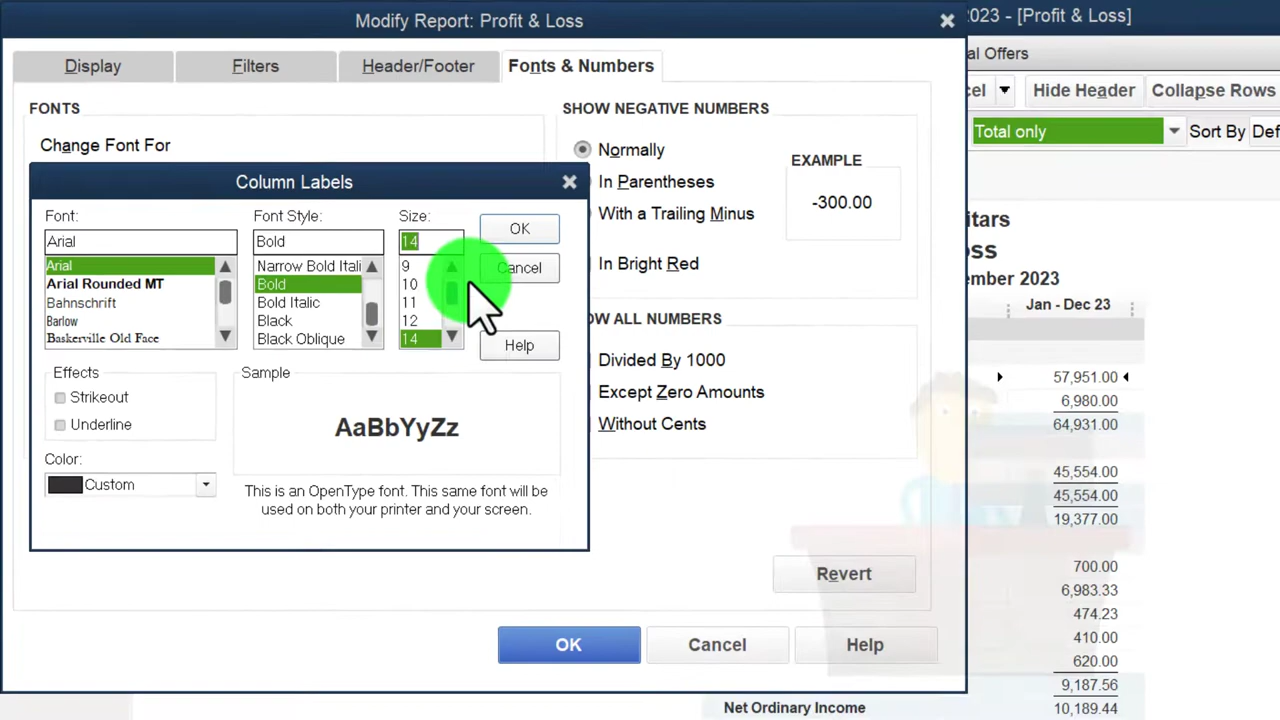 Modify Report: Profit & Loss
2023 - [Profit & Loss]
Display
Filters
Header/Footer
Fonts & Numbers
al Offers
cel
Hide Header
Collapse Rows
Total only
Sort By
Def
FONTS
Change Font For
SHOW NEGATIVE NUMBERS
Normally
In Parentheses
With a Trailing Minus
In Bright Red
EXAMPLE
-300.00
Column Labels
Font:
Arial
Arial
Arial Rounded MT
Bahnschrift
Barlow
Baskerville Old Face
Font Style:
Bold
Narrow Bold Itali
Bold
Bold Italic
Black
Black Oblique
Size:
14
9
10
11
12
14
OK
Cancel
Help
Effects
Strikeout
Underline
Color:
Custom
Sample
AaBbYyZz
This is an OpenType font. This same font will be
used on both your printer and your screen.
OW ALL NUMBERS
Divided By 1000
Except Zero Amounts
Without Cents
Revert
OK
Cancel
Help
itars
oss
ember 2023
Jan - Dec 23
57,951.00
6,980.00
64,931.00
45,554.00
45,554.00
19,377.00
700.00
6,983.33
474.23
410.00
620.00
9,187.56
Net Ordinary Income
10,189.44